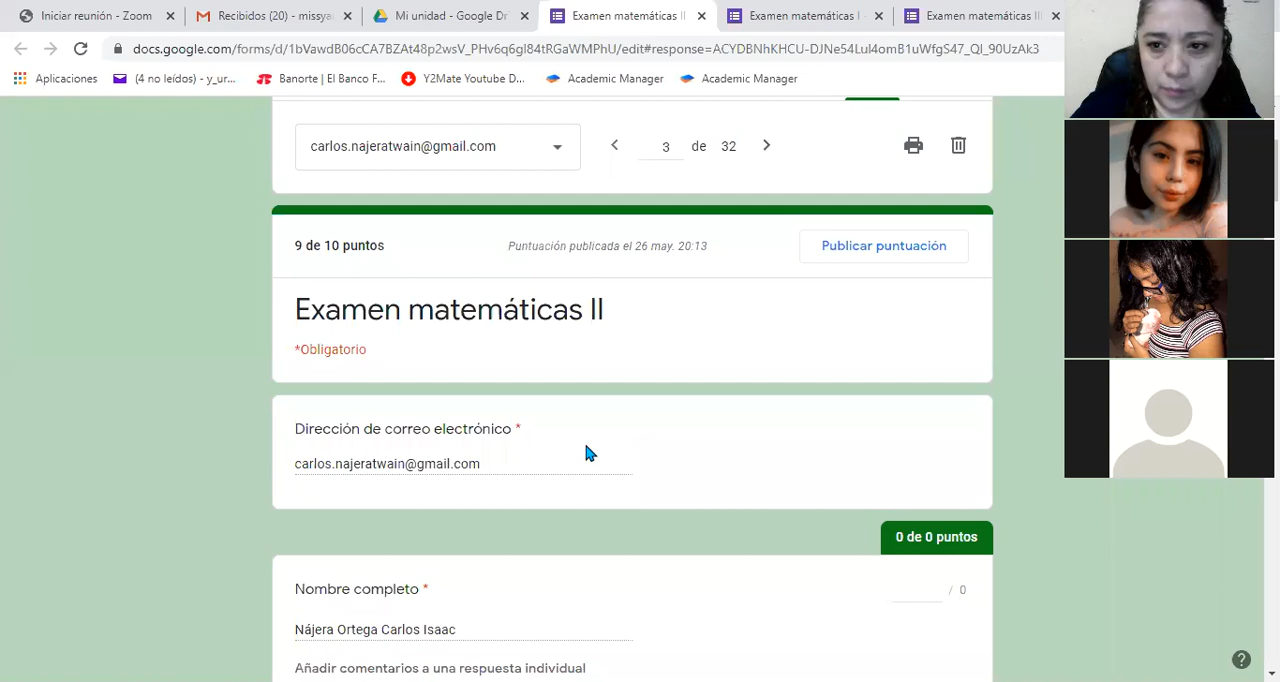 Iniciar reunión - Zoom
Recibidos (20) - missya
Mi unidad - Google Dr
Examen matemáticas II
Examen matemáticas I -
Examen matemáticas III
docs.google.com/forms/d/1bVawdB06cCA7BZAt48p2wsV_PHv6q6gl84tRGaWMPhU/edit#response=ACYDBNhKHCU-DJNe54Lul4omB1uWfgS47_QI_90UzAk3
Aplicaciones
(4 no leídos) - y_ur...
Banorte | El Banco F...
Y2Mate Youtube D...
Academic Manager
Academic Manager
carlos.najeratwain@gmail.com
3 de 32
9 de 10 puntos
Puntuación publicada el 26 may. 20:13
Publicar puntuación
Examen matemáticas II
*Obligatorio
Dirección de correo electrónico *
carlos.najeratwain@gmail.com
0 de 0 puntos
Nombre completo *
/ 0
Nájera Ortega Carlos Isaac
Añadir comentarios a una respuesta individual